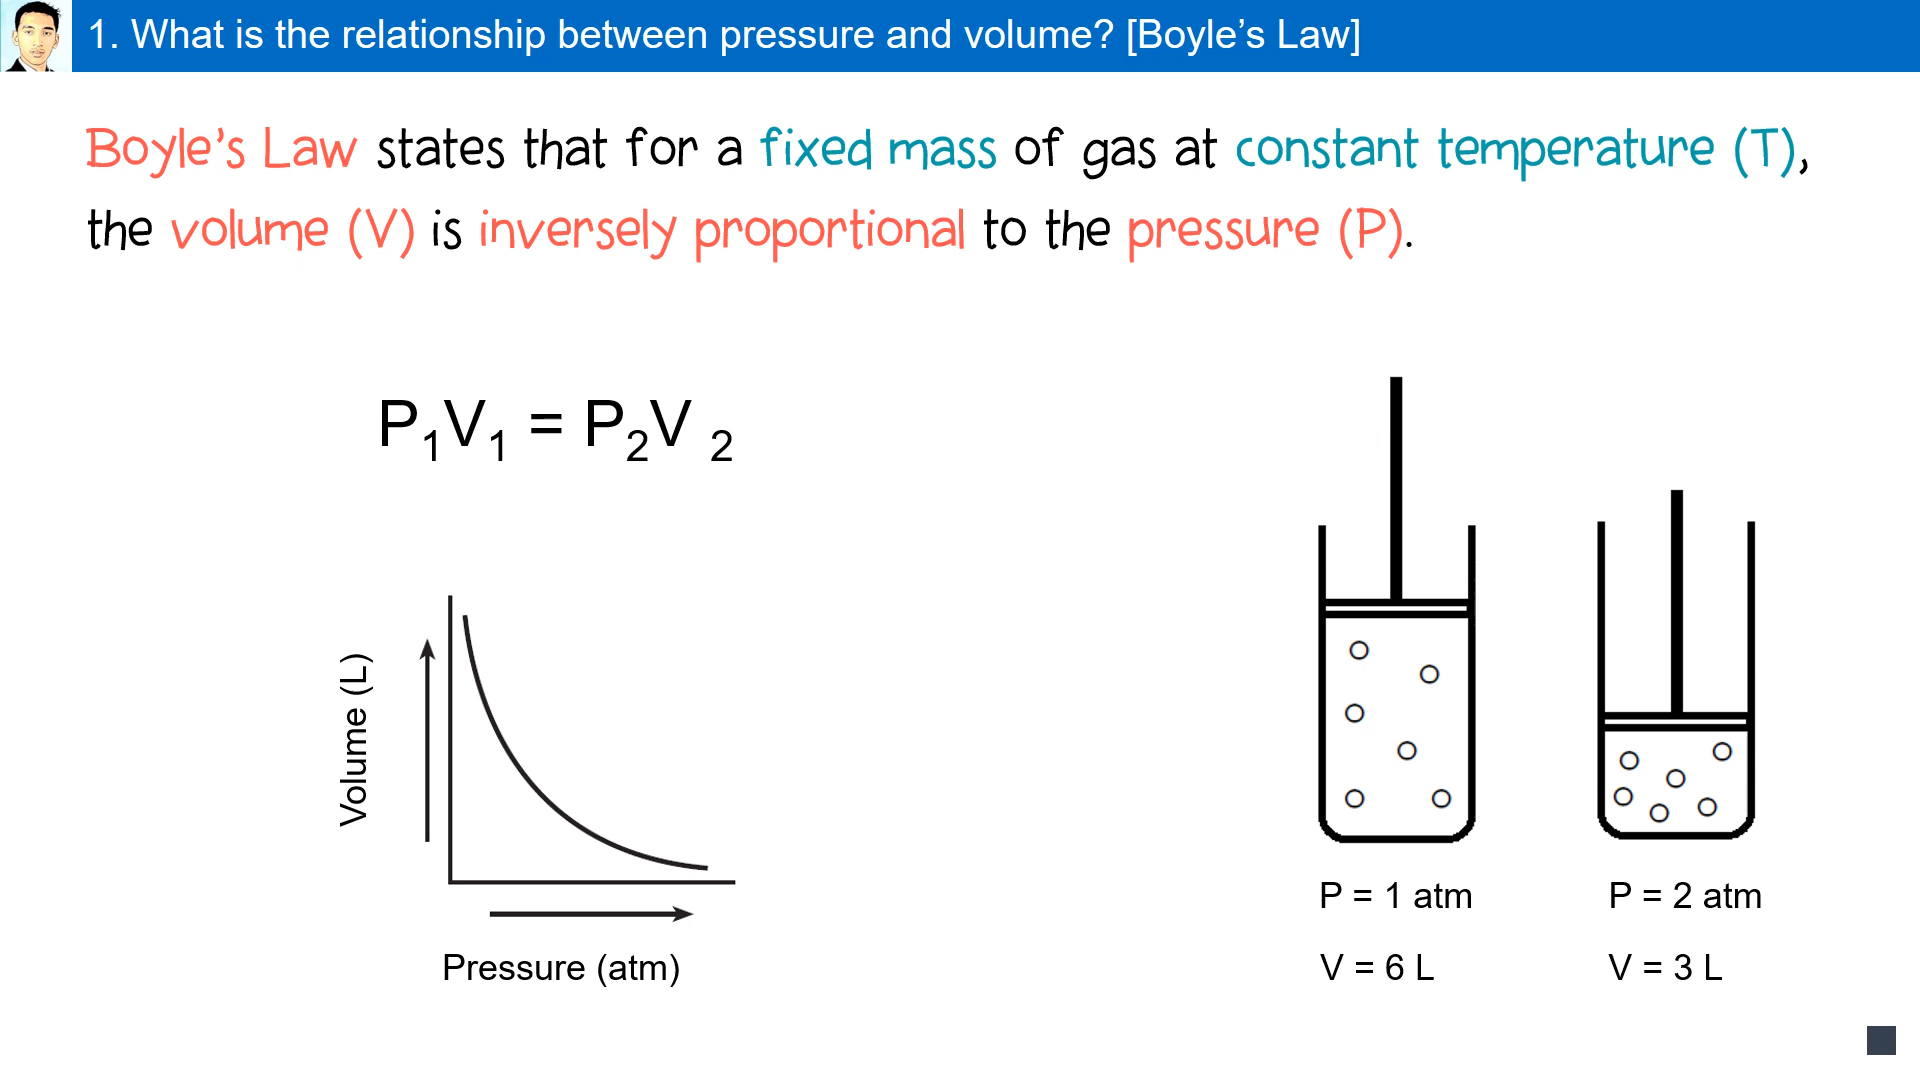 1. What is the relationship between pressure and volume? [Boyle’s Law]
Boyle’s Law states that for a fixed mass of gas at constant temperature (T),
the volume (V) is inversely proportional to the pressure (P).
P₁V₁ = P₂V ₂
Volume (L)
Pressure (atm)
P = 1 atm
V = 6 L
P = 2 atm
V = 3 L